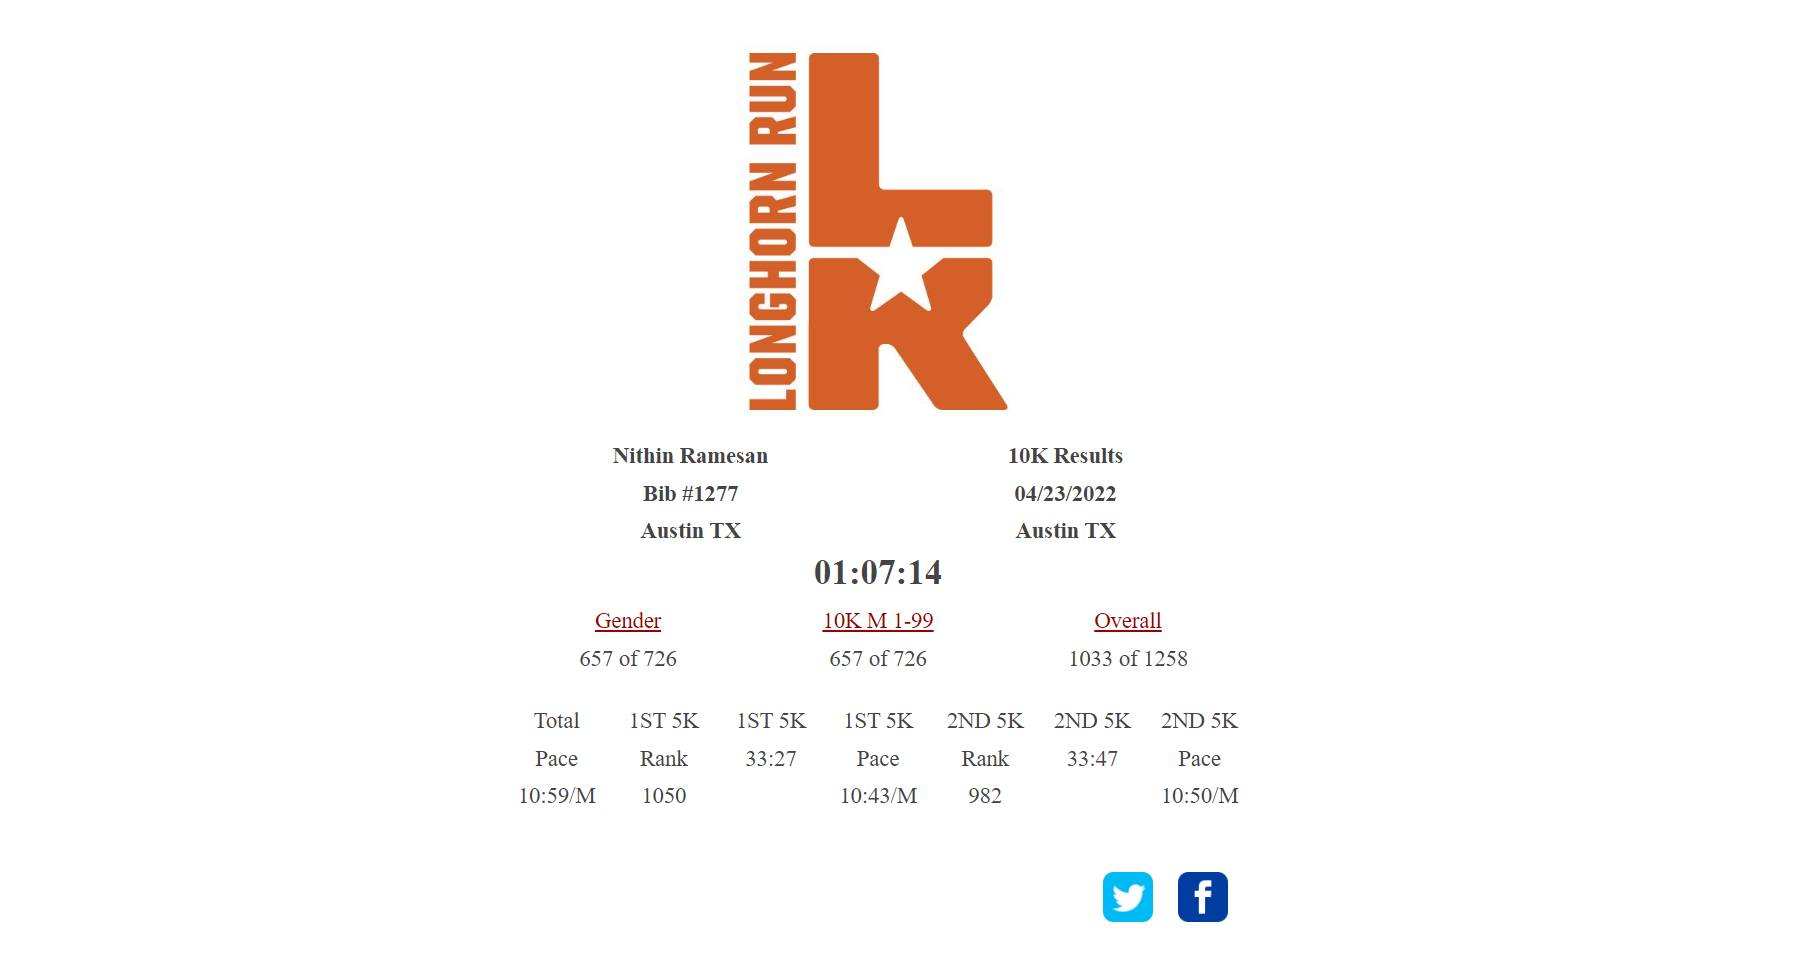 LONGHORN RUN
LR
Nithin Ramesan 10K Results
Bib #1277 04/23/2022
Austin TX Austin TX
01:07:14
Gender 10K M 1-99 Overall
657 of 726 657 of 726 1033 of 1258
Total 1ST 5K 1ST 5K 1ST 5K 2ND 5K 2ND 5K 2ND 5K
Pace Rank 33:27 Pace Rank 33:47 Pace
10:59/M 1050 10:43/M 982 10:50/M